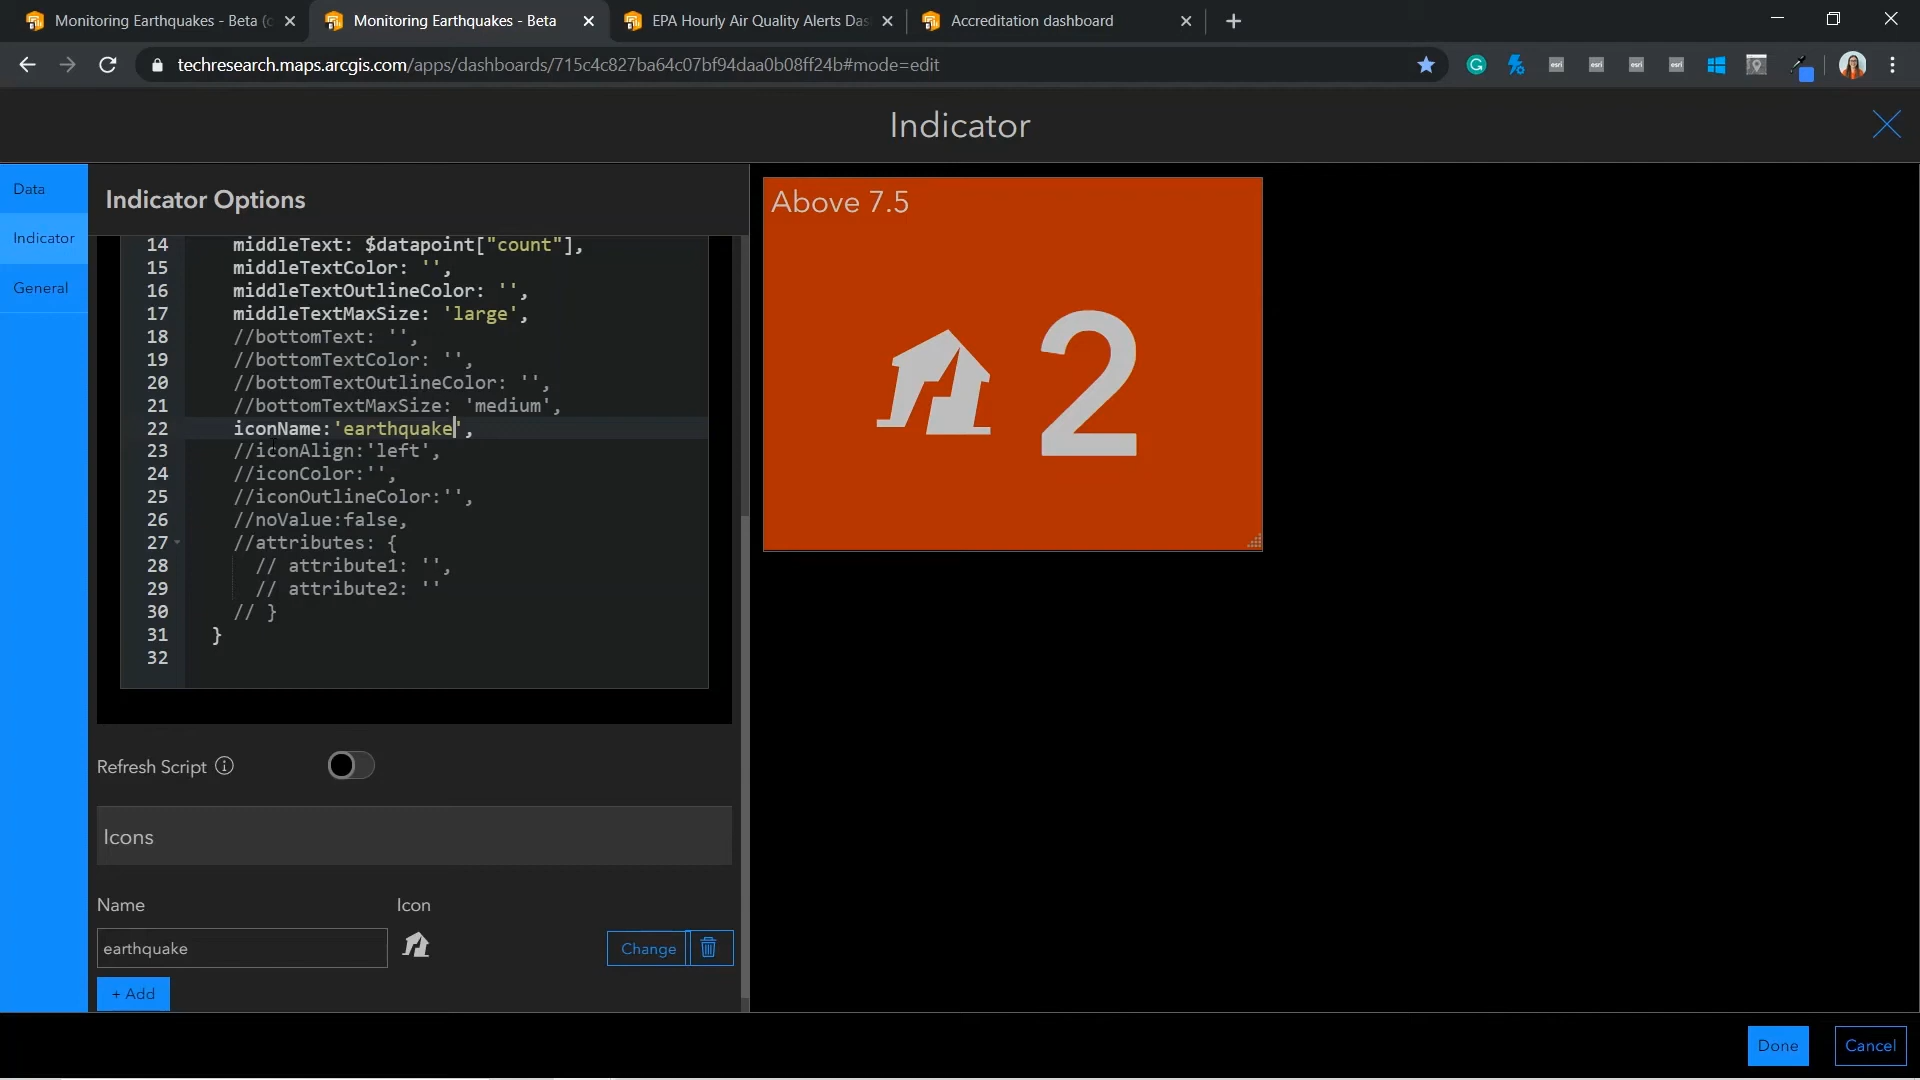 Monitoring Earthquakes - Beta (c
Monitoring Earthquakes - Beta
EPA Hourly Air Quality Alerts Das
Accreditation dashboard
techresearch.maps.arcgis.com/apps/dashboards/715c4c827ba64c07bf94daa0b08ff24b#mode=edit
esri
esri
esri
esri
Indicator
Data
Indicator
General
Indicator Options
14 middleText: $datapoint["count"],
15 middleTextColor: '',
16 middleTextOutlineColor: '',
17 middleTextMaxSize: 'large',
18 //bottomText: '',
19 //bottomTextColor: '',
20 //bottomTextOutlineColor: '',
21 //bottomTextMaxSize: 'medium',
22 iconName:'earthquake',
23 //iconAlign:'left',
24 //iconColor:'',
25 //iconOutlineColor:'',
26 //noValue:false,
27 //attributes: {
28 // attribute1: '',
29 // attribute2: ''
30 // }
31 }
32
Refresh Script
Icons
Name Icon
earthquake
Change
+ Add
Above 7.5
2
Done
Cancel